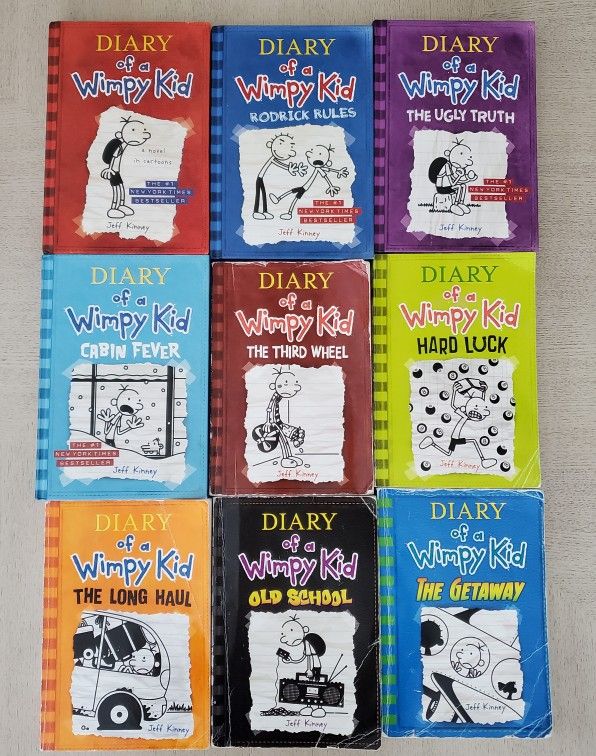 DIARY
of a
Wimpy Kid
a novel
in cartoons
THE #1
NEW YORK TIMES
BESTSELLER
Jeff Kinney
DIARY
of a
Wimpy Kid
RODRICK RULES
THE #1
NEW YORK TIMES
BESTSELLER
Jeff Kinney
DIARY
of a
Wimpy Kid
THE UGLY TRUTH
THE #1
NEW YORK TIMES
BESTSELLER
Jeff Kinney
DIARY
of a
Wimpy Kid
CABIN FEVER
THE #1
NEW YORK TIMES
BESTSELLER
Jeff Kinney
DIARY
of a
Wimpy Kid
THE THIRD WHEEL
Jeff Kinney
DIARY
of a
Wimpy Kid
HARD LUCK
Jeff Kinney
DIARY
of a
Wimpy Kid
THE LONG HAUL
Jeff Kinney
DIARY
of a
Wimpy Kid
OLD SCHOOL
Jeff Kinney
DIARY
of a
Wimpy Kid
THE GETAWAY
Jeff Kinney